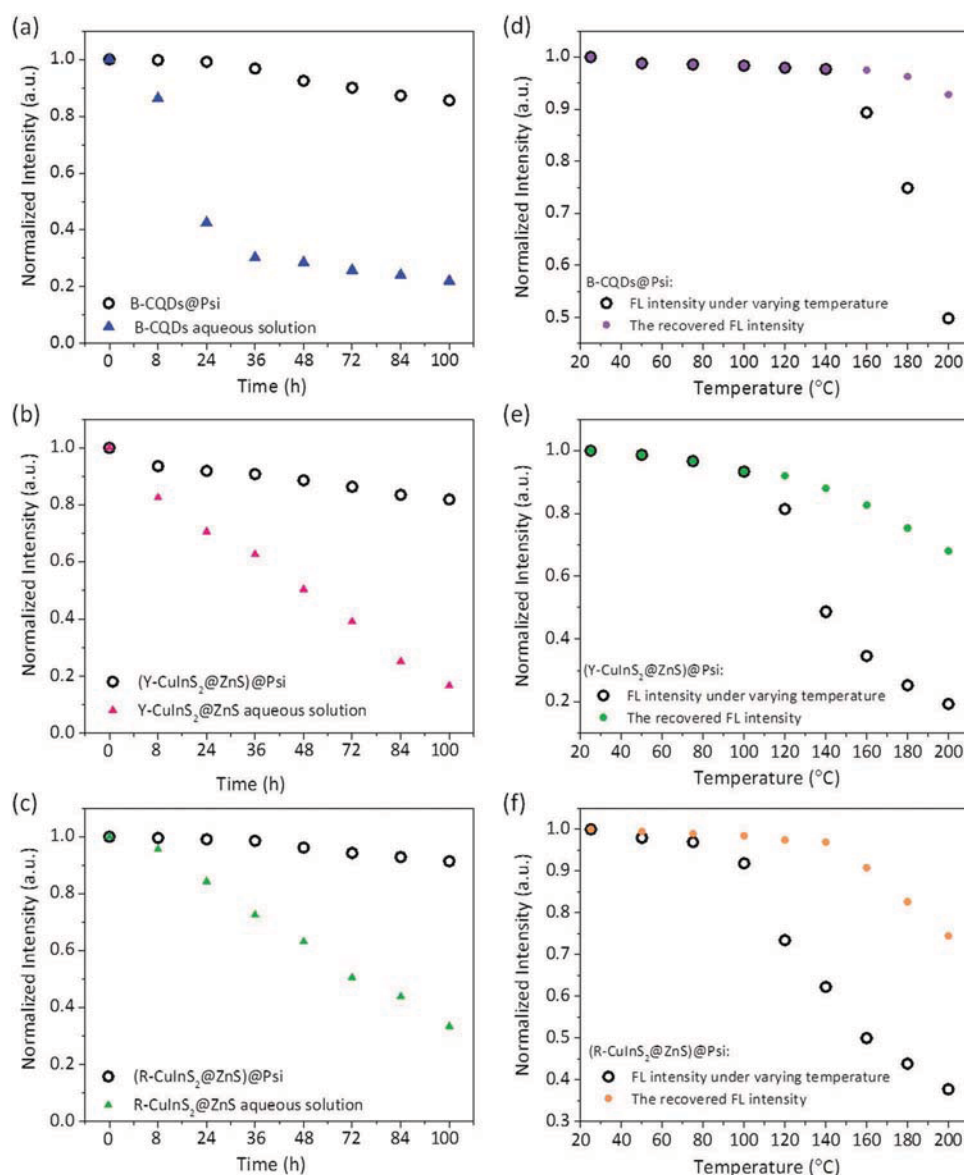 (a)
Normalized Intensity (a.u.)
1.0
0.8
0.6
0.4
0.2
0.0
B-CQDs@Psi
B-CQDs aqueous solution
0 8 24 36 48 72 84 100
Time (h)
(d)
Normalized Intensity (a.u.)
1.0
0.9
0.8
0.7
0.6
0.5
B-CQDs@Psi:
FL intensity under varying temperature
The recovered FL intensity
20 40 60 80 100 120 140 160 180 200
Temperature (°C)
(b)
Normalized Intensity (a.u.)
1.0
0.8
0.6
0.4
0.2
0.0
(Y-CuInS₂@ZnS)@Psi
Y-CuInS₂@ZnS aqueous solution
0 8 24 36 48 72 84 100
Time (h)
(e)
Normalized Intensity (a.u.)
1.0
0.8
0.6
0.4
0.2
(Y-CuInS₂@ZnS)@Psi:
FL intensity under varying temperature
The recovered FL intensity
20 40 60 80 100 120 140 160 180 200
Temperature (°C)
(c)
Normalized Intensity (a.u.)
1.0
0.8
0.6
0.4
0.2
0.0
(R-CuInS₂@ZnS)@Psi
R-CuInS₂@ZnS aqueous solution
0 8 24 36 48 72 84 100
Time (h)
(f)
Normalized Intensity (a.u.)
1.0
0.9
0.8
0.7
0.6
0.5
0.4
0.3
(R-CuInS₂@ZnS)@Psi:
FL intensity under varying temperature
The recovered FL intensity
20 40 60 80 100 120 140 160 180 200
Temperature (°C)